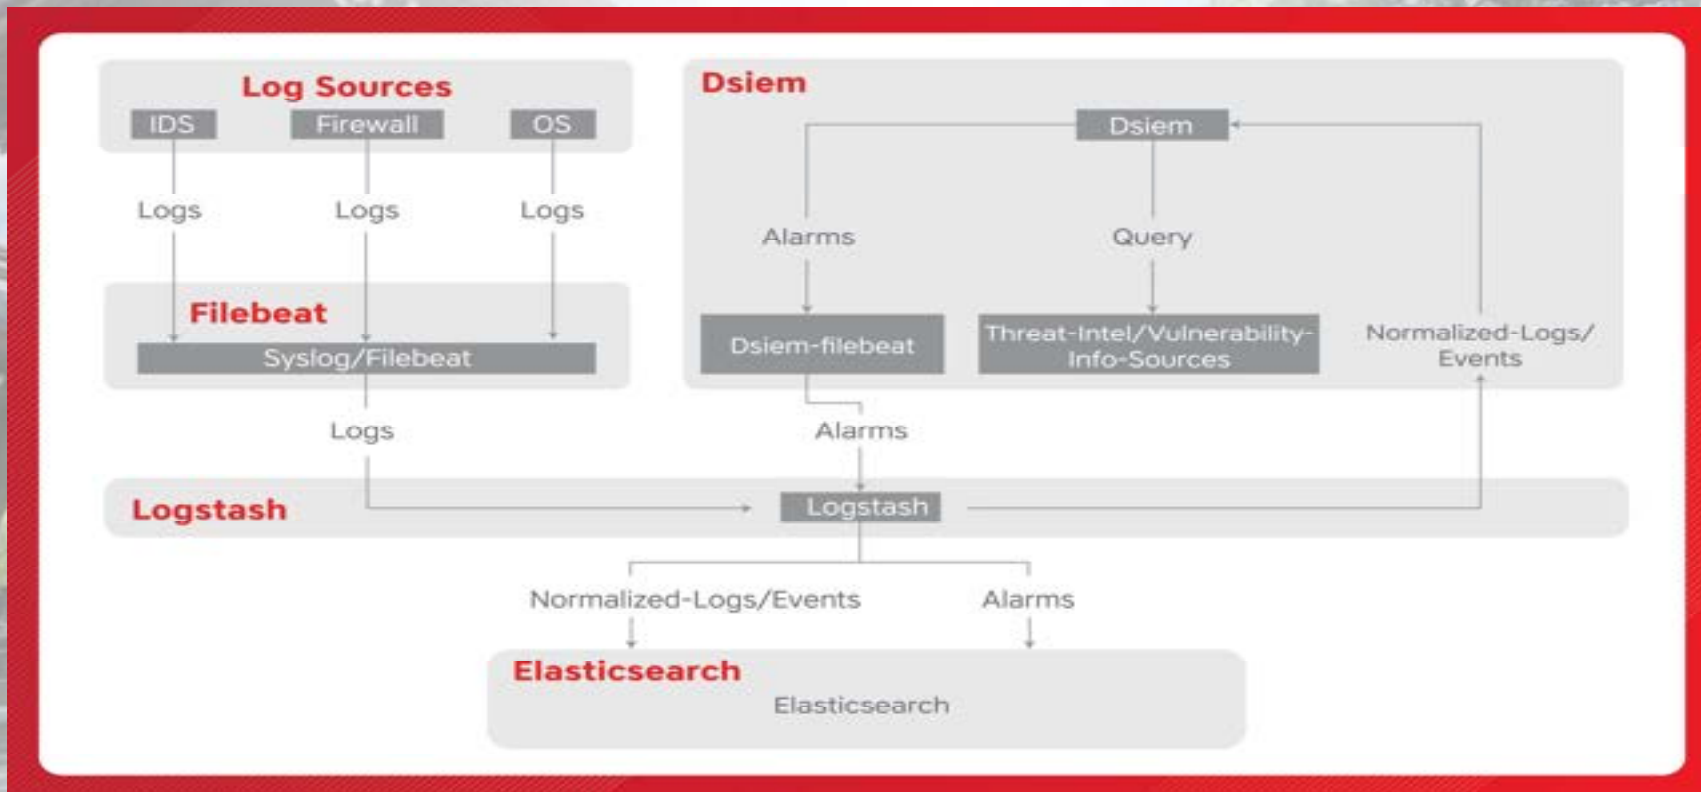 Log Sources
IDS
Firewall
OS
Logs
Logs
Logs
Filebeat
Syslog/Filebeat
Logs
Dsiem
Dsiem
Alarms
Query
Dsiem-filebeat
Threat-Intel/Vulnerability-
Info-Sources
Normalized-Logs/
Events
Alarms
Logstash
Logstash
Normalized-Logs/Events
Alarms
Elasticsearch
Elasticsearch